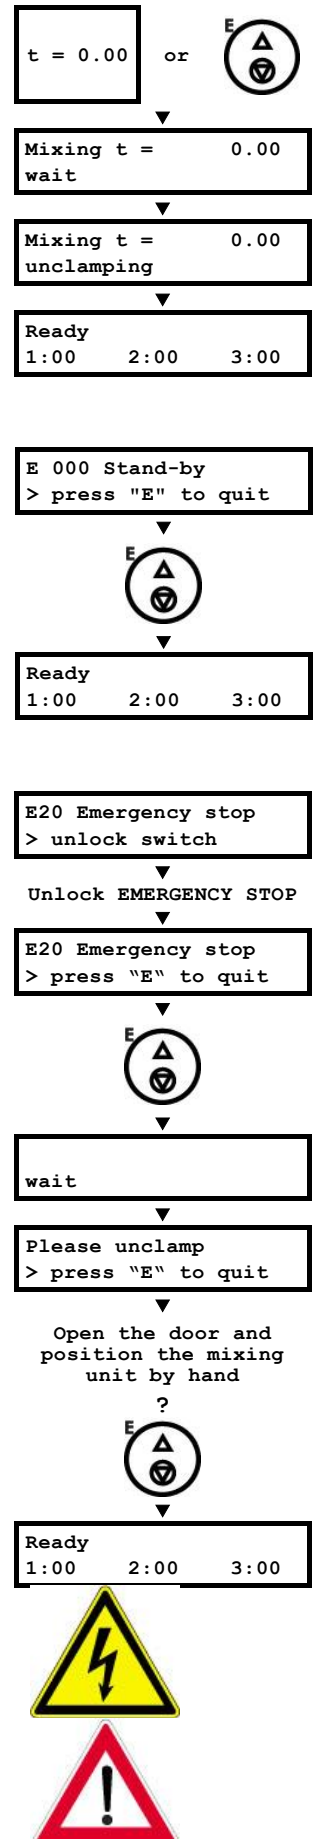 t = 0.00 or E
Mixing t = 0.00
wait
Mixing t = 0.00
unclamping
Ready
1:00 2:00 3:00
E 000 Stand-by
> press "E" to quit
E
Ready
1:00 2:00 3:00
E20 Emergency stop
> unlock switch
Unlock EMERGENCY STOP
E20 Emergency stop
> press “E“ to quit
E
wait
Please unclamp
> press “E“ to quit
Open the door and
position the mixing
unit by hand
?
E
Ready
1:00 2:00 3:00